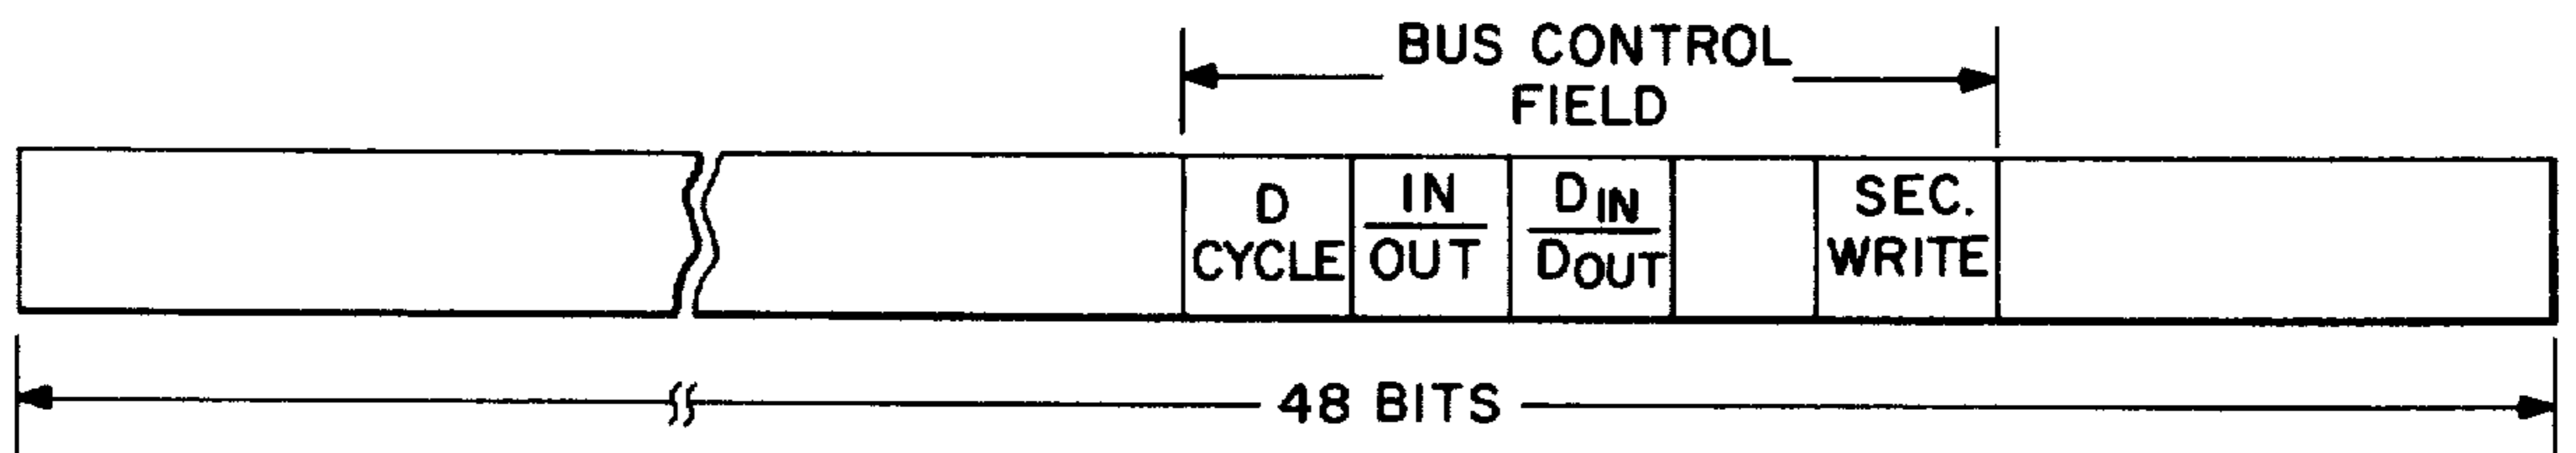 BUS CONTROL
FIELD
D
CYCLE
IN
OUT
DIN
DOUT
SEC.
WRITE
48 BITS